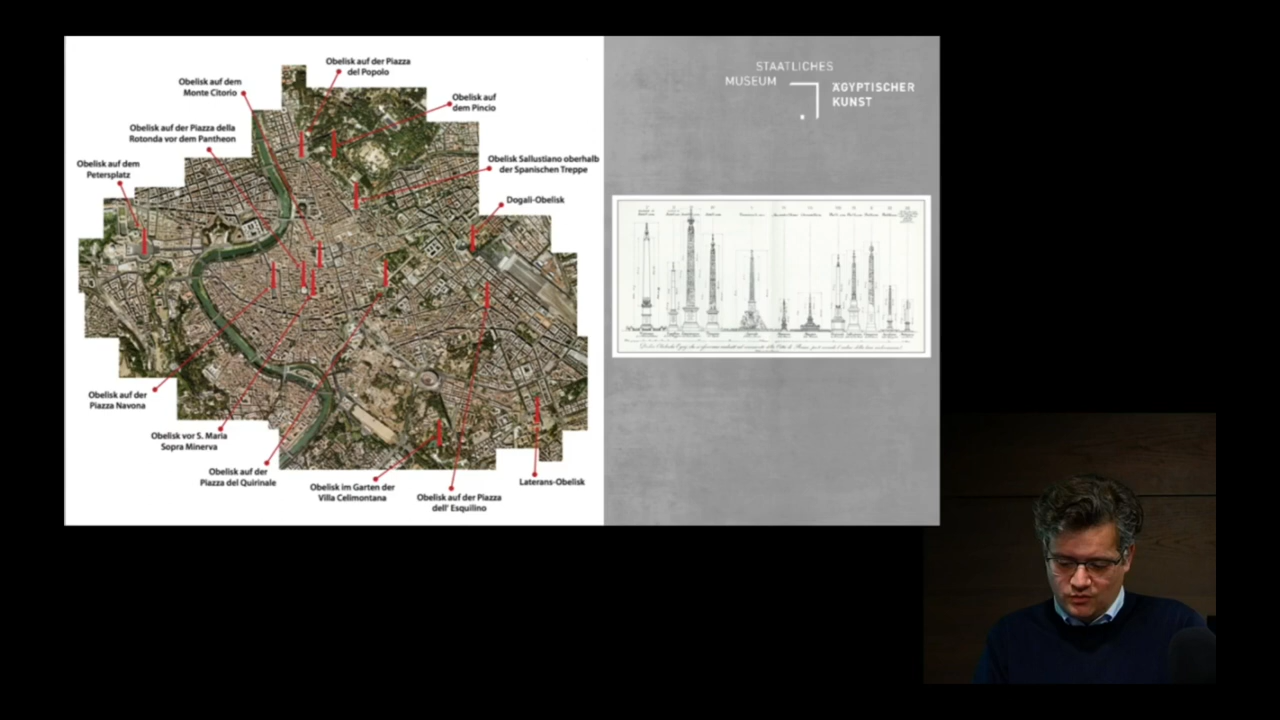 Obelisk auf der Piazza
del Popolo
Obelisk auf dem
Monte Citorio
Obelisk auf
dem Pincio
Obelisk auf der Piazza della
Rotonda vor dem Pantheon
Obelisk Sallustiano oberhalb
der Spanischen Treppe
Obelisk auf dem
Petersplatz
Dogali-Obelisk
Obelisk auf der
Piazza Navona
Obelisk vor S. Maria
Sopra Minerva
Obelisk auf der
Piazza del Quirinale
Obelisk im Garten der
Villa Celimontana
Obelisk auf der Piazza
dell' Esquilino
Laterans-Obelisk
STAATLICHES
MUSEUM
ÄGYPTISCHER
KUNST